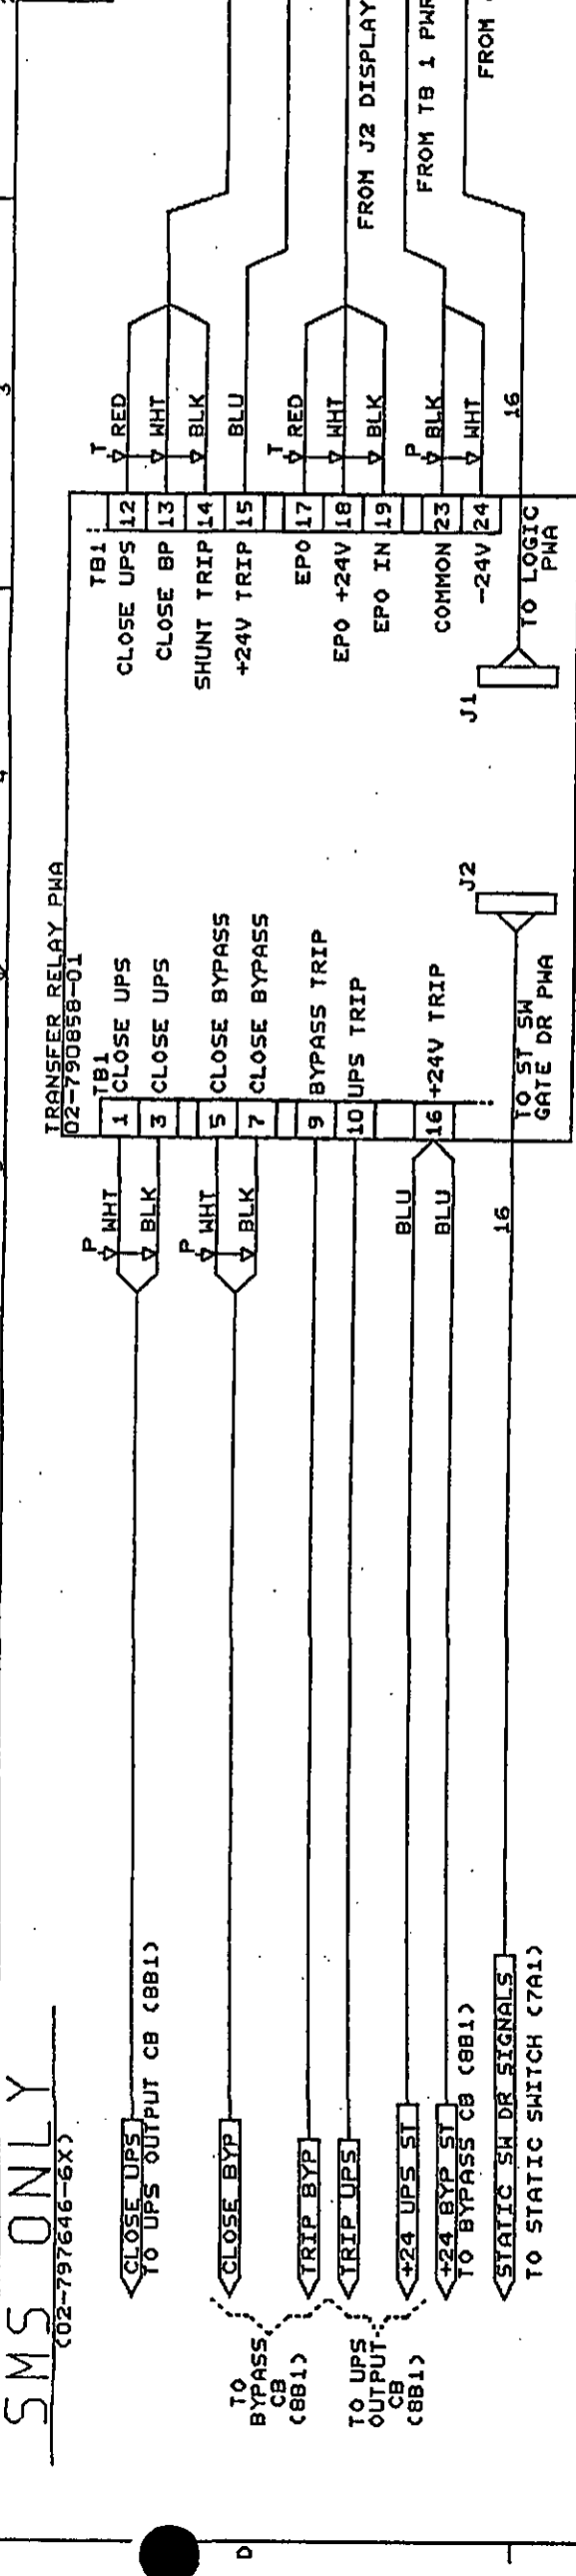 SMS ONLY
(02-797646-6X)
TRANSFER RELAY PWA
02-790858-01
TB1
1 CLOSE UPS
3 CLOSE UPS
5 CLOSE BYPASS
7 CLOSE BYPASS
9 BYPASS TRIP
10 UPS TRIP
16 +24V TRIP
P WHT
BLK
P WHT
BLK
BLU
BLU
16
TO ST SW
GATE DR PWA
J2
CLOSE UPS
TO UPS OUTPUT CB (8B1)
CLOSE BYP
TRIP BYP
TRIP UPS
+24 UPS ST
+24 BYP ST
TO BYPASS CB (8B1)
STATIC SW DR SIGNALS
TO STATIC SWITCH (7A1)
TO
BYPASS
CB
(8B1)
TO UPS
OUTPUT
CB
(8B1)
TB1
CLOSE UPS 12
CLOSE BP 13
SHUNT TRIP 14
+24V TRIP 15
EPO 17
EPO +24V 18
EPO IN 19
COMMON 23
-24V 24
T RED
WHT
BLK
BLU
T RED
WHT
BLK
P BLK
WHT
16
J1
TO LOGIC
PWA
FROM J2 DISPLAY
FROM TB 1 PWR
FROM
3
4
D